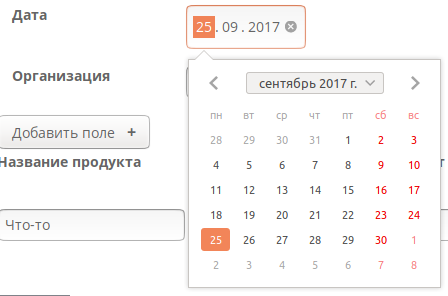 Дата
25. 09. 2017
Организация
сентябрь 2017 г.
пн вт ср чт пт сб вс
28 29 30 31 1 2 3
4 5 6 7 8 9 10
11 12 13 14 15 16 17
18 19 20 21 22 23 24
25 26 27 28 29 30 1
2 3 4 5 6 7 8
Добавить поле +
Название продукта
Что-то